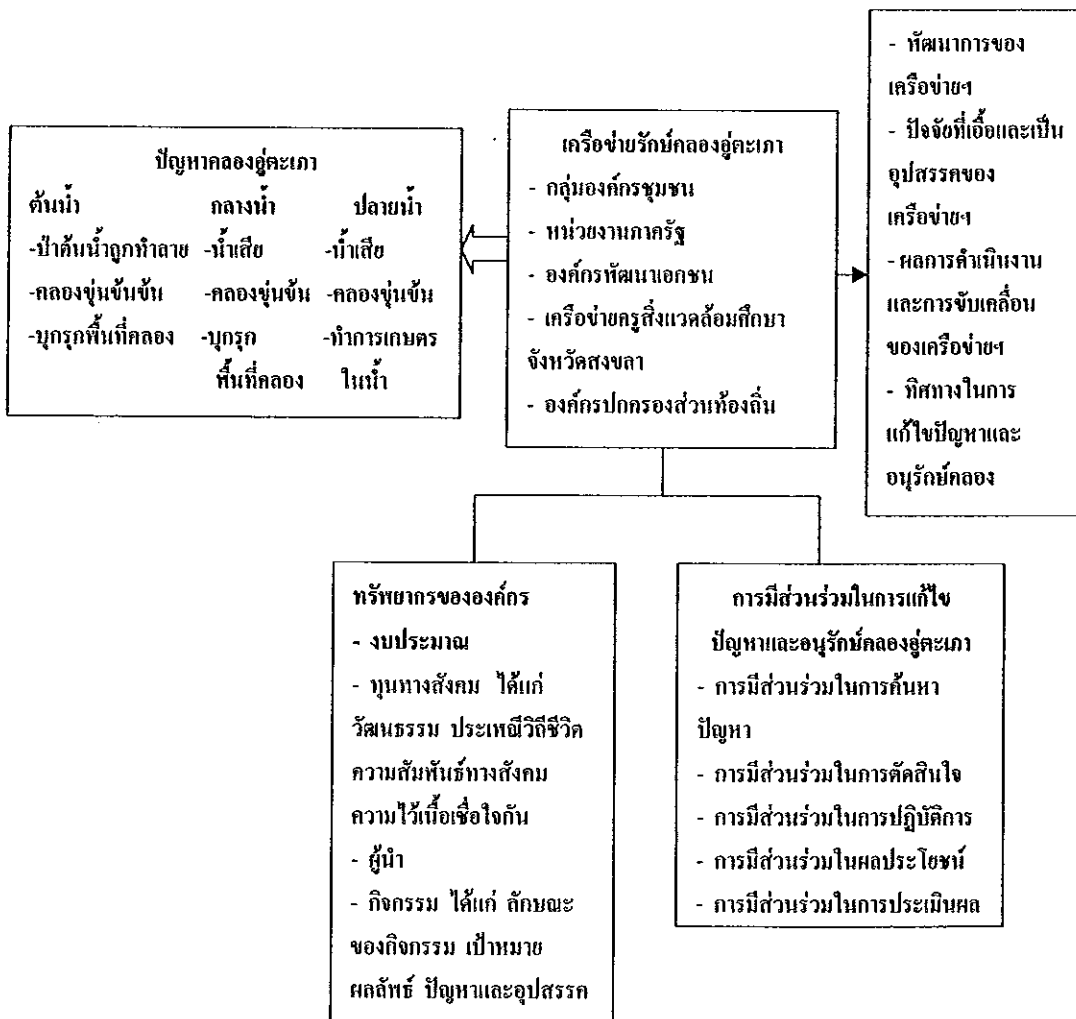 ปัญหาคลองอู่ตะเภา
ต้นน้ำ กลางน้ำ ปลายน้ำ
-ป่าต้นน้ำถูกทำลาย -น้ำเสีย -น้ำเสีย
-คลองขุ่นข้นข้น -คลองขุ่นข้น -คลองขุ่นข้น
-บุกรุกพื้นที่คลอง -บุกรุก -ทำการเกษตร
พื้นที่คลอง ในน้ำ
เครือข่ายรักษ์คลองอู่ตะเภา
- กลุ่มองค์กรชุมชน
- หน่วยงานภาครัฐ
- องค์กรพัฒนาเอกชน
- เครือข่ายครูสิ่งแวดล้อมศึกษา
จังหวัดสงขลา
- องค์กรปกครองส่วนท้องถิ่น
- พัฒนาการของ
เครือข่ายฯ
- ปัจจัยที่เอื้อและเป็น
อุปสรรคของ
เครือข่ายฯ
-ผลการดำเนินงาน
และการขับเคลื่อน
ของเครือข่ายฯ
- ทิศทางในการ
แก้ไขปัญหาและ
อนุรักษ์คลอง
ทรัพยากรขององค์กร
- งบประมาณ
- ทุนทางสังคม ได้แก่
วัฒนธรรม ประเพณีวิถีชีวิต
ความสัมพันธ์ทางสังคม
ความไว้เนื้อเชื่อใจกัน
- ผู้นำ
- กิจกรรม ได้แก่ ลักษณะ
ของกิจกรรม เป้าหมาย
ผลลัพธ์ ปัญหาและอุปสรรค
การมีส่วนร่วมในการแก้ไข
ปัญหาและอนุรักษ์คลองอู่ตะเภา
- การมีส่วนร่วมในการค้นหา
ปัญหา
- การมีส่วนร่วมในการตัดสินใจ
- การมีส่วนร่วมในการปฏิบัติการ
- การมีส่วนร่วมในผลประโยชน์
- การมีส่วนร่วมในการประเมินผล